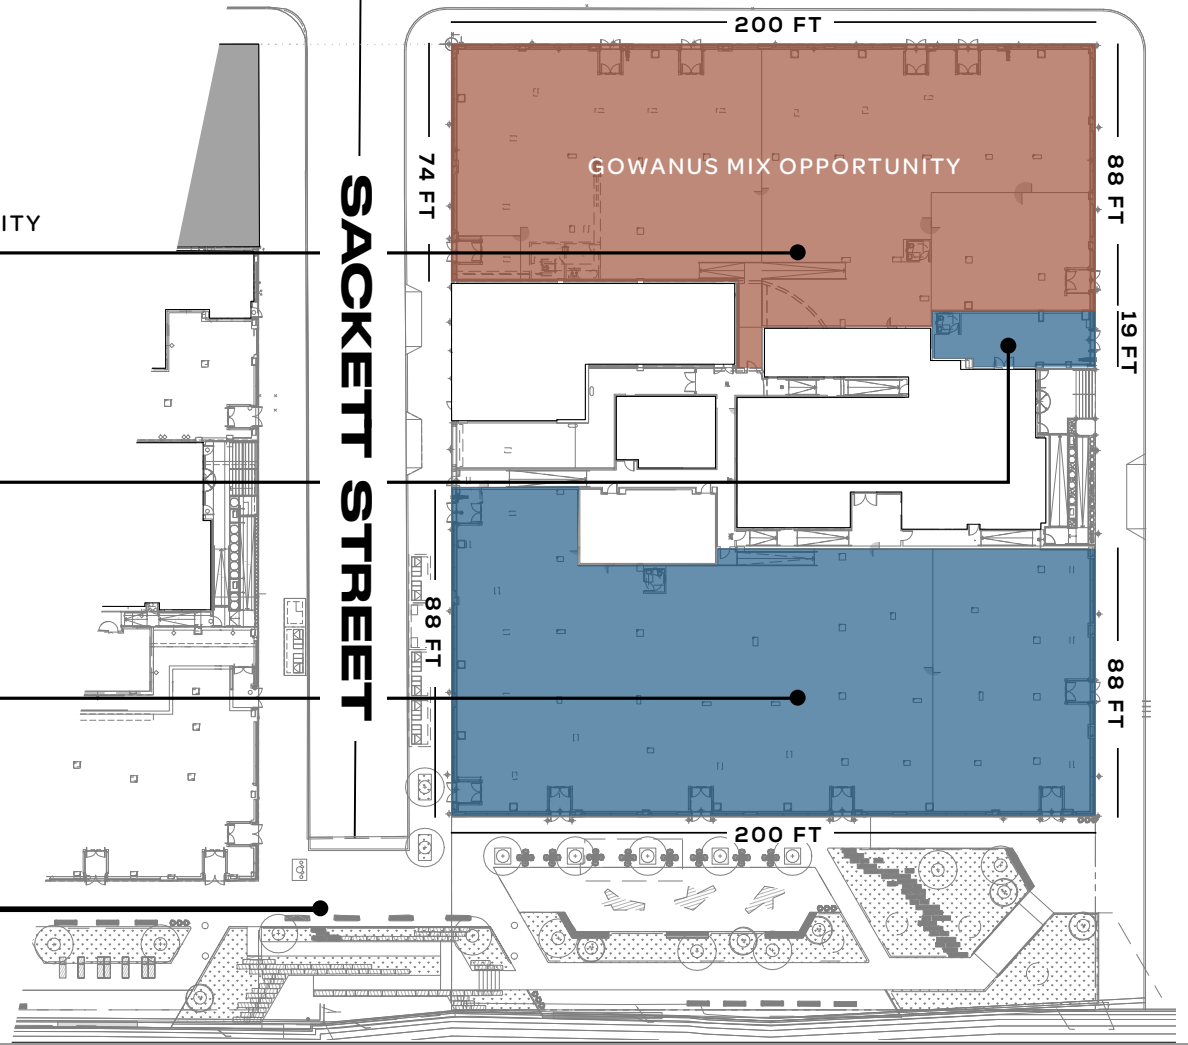 200 FT
GOWANUS MIX OPPORTUNITY
74 FT
88 FT
ITY
SACKETT STREET
19 FT
88 FT
88 FT
200 FT